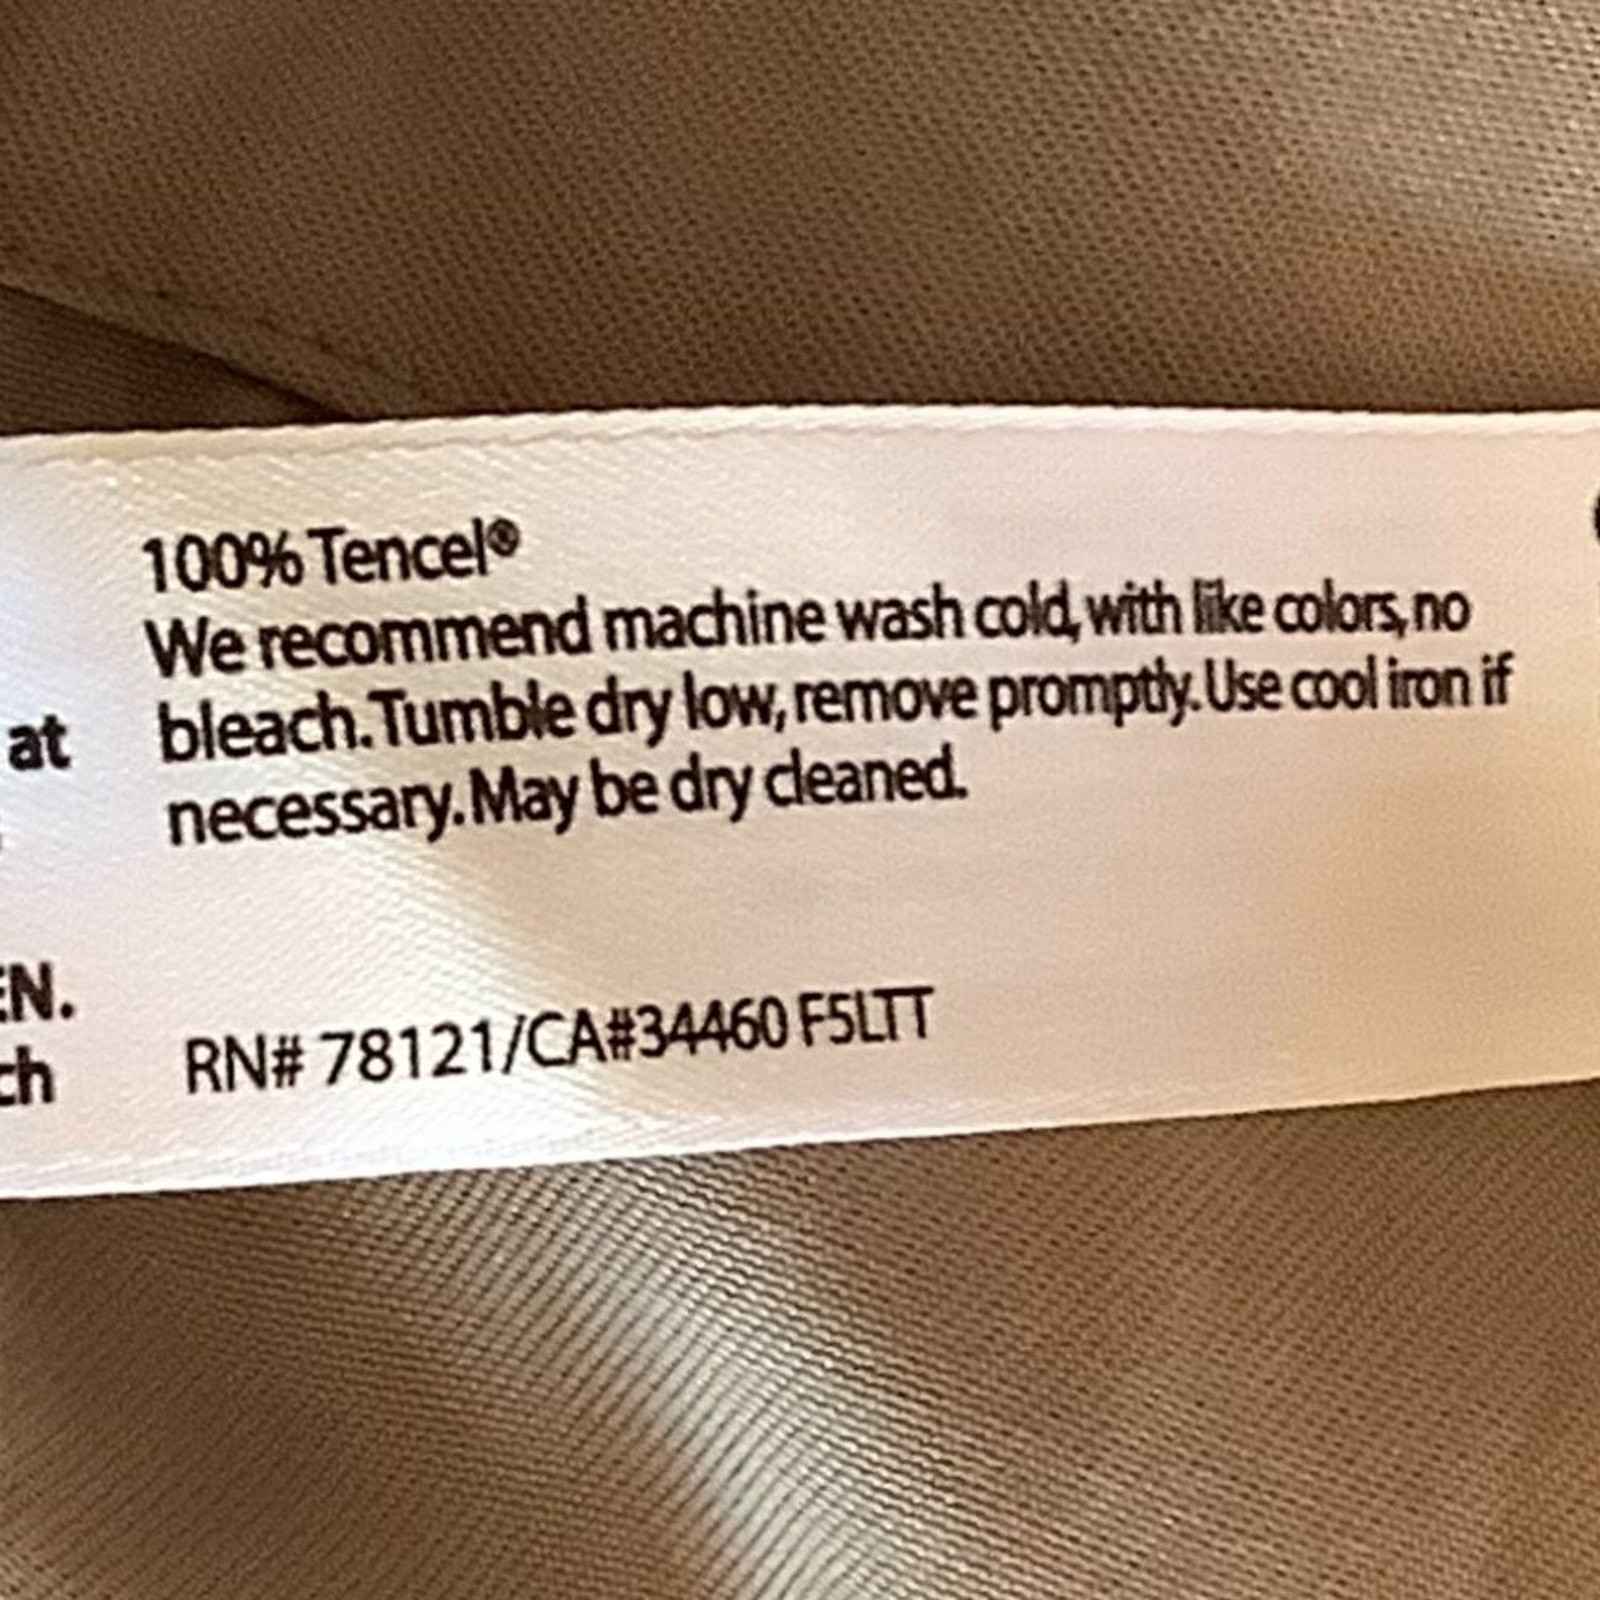 100% Tencel®
We recommend machine wash cold, with like colors, no
bleach. Tumble dry low, remove promptly. Use cool iron if
necessary. May be dry cleaned.
RN# 78121/CA#34460 F5LTT
at
EN.
ch